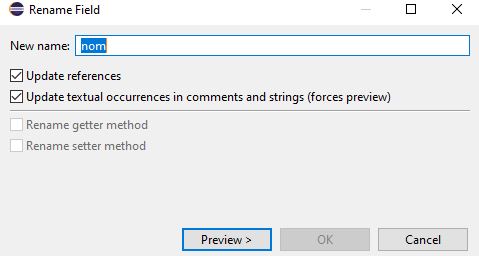 Rename Field
New name: nom
Update references
Update textual occurrences in comments and strings (forces preview)
Rename getter method
Rename setter method
Preview > OK Cancel